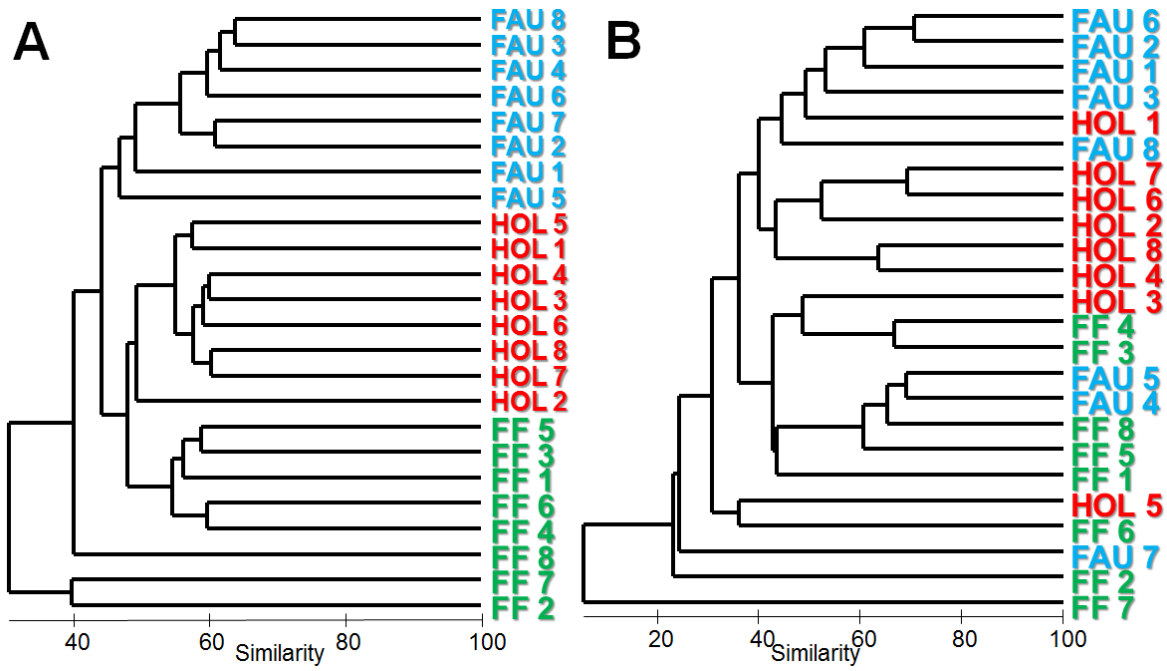 A
FAU 8
FAU 3
FAU 4
FAU 6
FAU 7
FAU 2
FAU 1
FAU 5
HOL 5
HOL 1
HOL 4
HOL 3
HOL 6
HOL 8
HOL 7
HOL 2
FF 5
FF 3
FF 1
FF 6
FF 4
FF 8
FF 7
FF 2
40 60 80 100
Similarity
B
FAU 6
FAU 2
FAU 1
FAU 3
HOL 1
FAU 8
HOL 7
HOL 6
HOL 2
HOL 8
HOL 4
HOL 3
FF 4
FF 3
FAU 5
FAU 4
FF 8
FF 5
FF 1
HOL 5
FF 6
FAU 7
FF 2
FF 7
20 40 60 80 100
Similarity